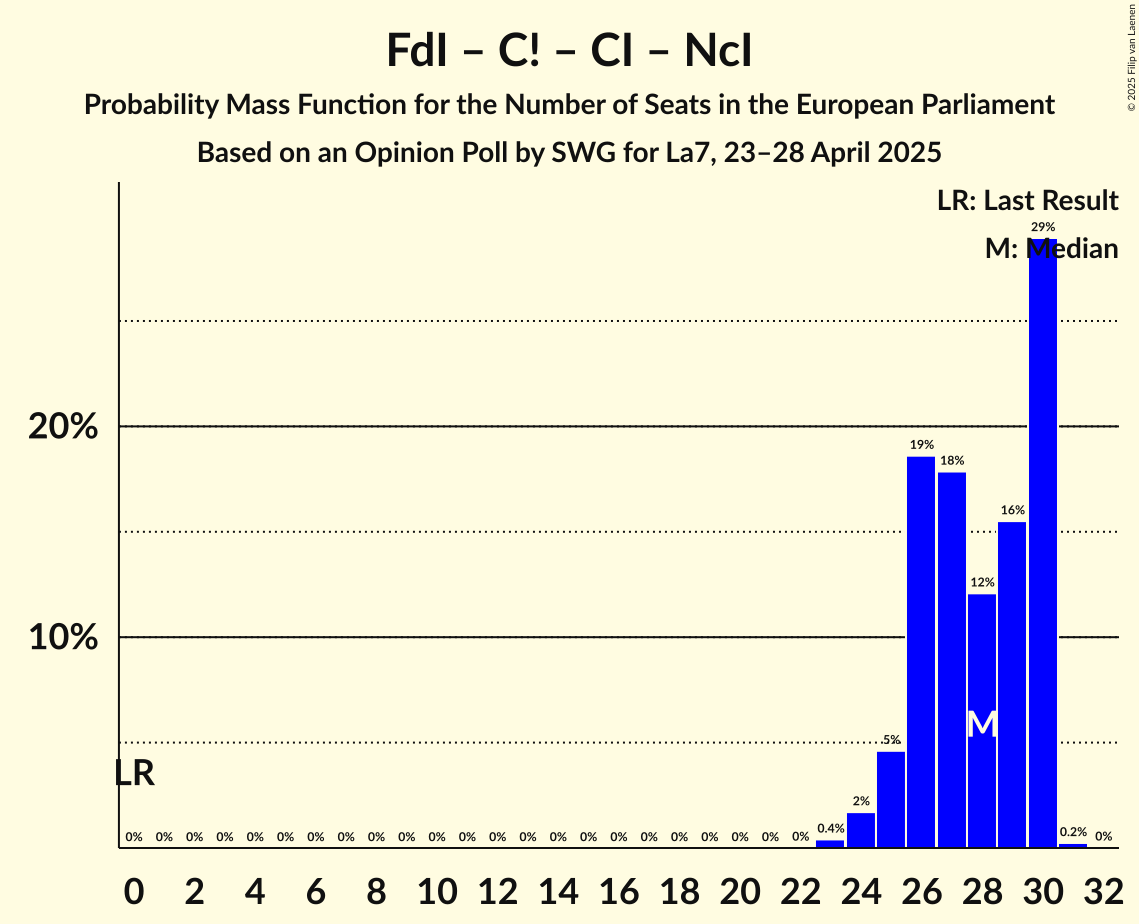 FdI – C! – CI – NcI
Probability Mass Function for the Number of Seats in the European Parliament
Based on an Opinion Poll by SWG for La7, 23–28 April 2025
© 2025 Filip van Laenen
LR: Last Result
M: Median
20%
10%
LR
M
0% 0% 0% 0% 0% 0% 0% 0% 0% 0% 0% 0% 0% 0% 0% 0% 0% 0% 0% 0% 0% 0% 0% 0.4% 2% 5% 19% 18% 12% 16% 29% 0.2% 0%
0 2 4 6 8 10 12 14 16 18 20 22 24 26 28 30 32